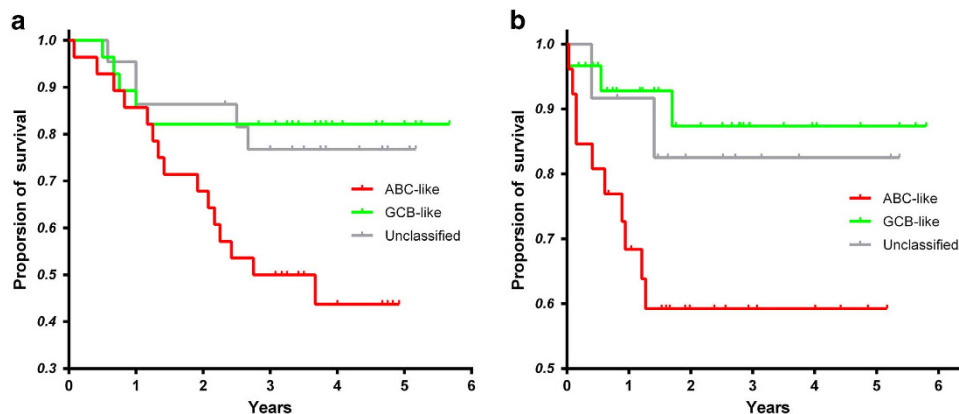 a
Proporsion of survival
1.0
0.9
0.8
0.7
0.6
0.5
0.4
0.3
ABC-like
GCB-like
Unclassified
0 1 2 3 4 5 6
Years
b
Proporsion of survival
1.0
0.9
0.8
0.7
0.6
0.5
ABC-like
GCB-like
Unclassified
0 1 2 3 4 5 6
Years